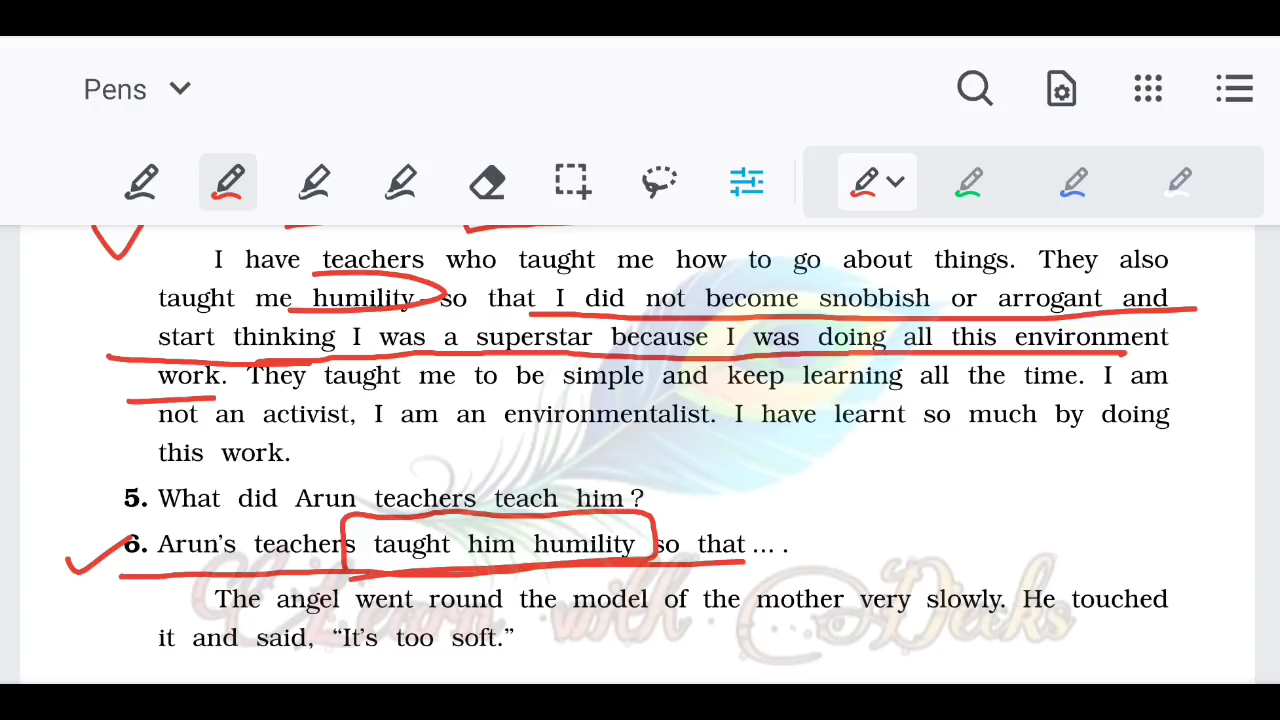 Pens
I have teachers who taught me how to go about things. They also
taught me humility so that I did not become snobbish or arrogant and
start thinking I was a superstar because I was doing all this environment
work. They taught me to be simple and keep learning all the time. I am
not an activist, I am an environmentalist. I have learnt so much by doing
this work.
5. What did Arun teachers teach him ?
6. Arun's teachers taught him humility so that ... .
The angel went round the model of the mother very slowly. He touched
it and said, “It's too soft.”
with